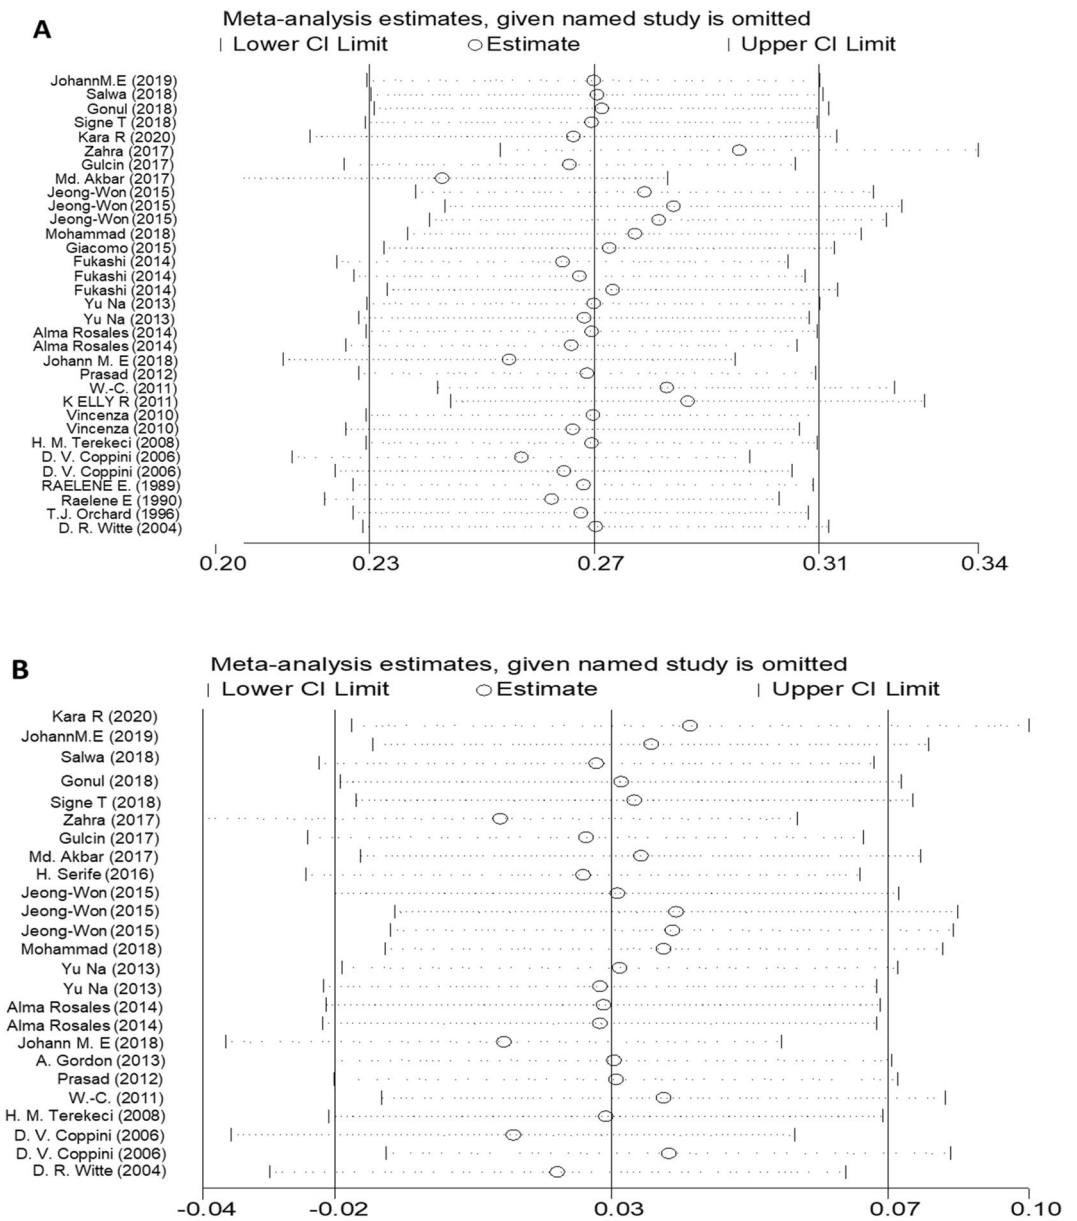 A
Meta-analysis estimates, given named study is omitted
| Lower CI Limit ○ Estimate | Upper CI Limit
JohannM.E (2019)
Salwa (2018)
Gonul (2018)
Signe T (2018)
Kara R (2020)
Zahra (2017)
Gulcin (2017)
Md. Akbar (2017)
Jeong-Won (2015)
Jeong-Won (2015)
Jeong-Won (2015)
Mohammad (2018)
Giacomo (2015)
Fukashi (2014)
Fukashi (2014)
Fukashi (2014)
Yu Na (2013)
Yu Na (2013)
Alma Rosales (2014)
Alma Rosales (2014)
Johann M. E (2018)
Prasad (2012)
W.-C. (2011)
K ELLY R (2011)
Vincenza (2010)
Vincenza (2010)
H. M. Terekeci (2008)
D. V. Coppini (2006)
D. V. Coppini (2006)
RAELENE E. (1989)
Raelene E (1990)
T.J. Orchard (1996)
D. R. Witte (2004)
0.20 0.23 0.27 0.31 0.34
B
Meta-analysis estimates, given named study is omitted
| Lower CI Limit ○ Estimate | Upper CI Limit
Kara R (2020)
JohannM.E (2019)
Salwa (2018)
Gonul (2018)
Signe T (2018)
Zahra (2017)
Gulcin (2017)
Md. Akbar (2017)
H. Serife (2016)
Jeong-Won (2015)
Jeong-Won (2015)
Jeong-Won (2015)
Mohammad (2018)
Yu Na (2013)
Yu Na (2013)
Alma Rosales (2014)
Alma Rosales (2014)
Johann M. E (2018)
A. Gordon (2013)
Prasad (2012)
W.-C. (2011)
H. M. Terekeci (2008)
D. V. Coppini (2006)
D. V. Coppini (2006)
D. R. Witte (2004)
-0.04 -0.02 0.03 0.07 0.10